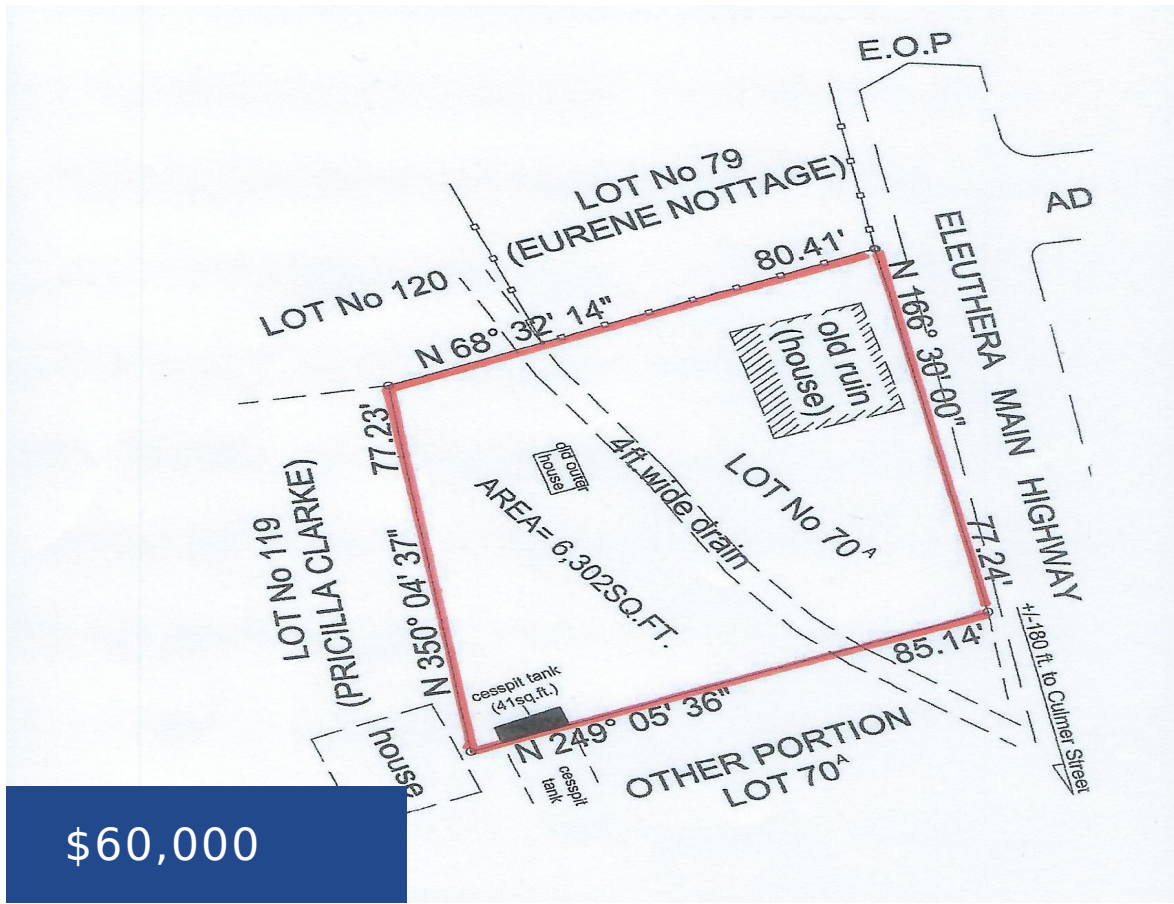 E.O.P
LOT No 79
(EURENE NOTTAGE)
AD
ELEUTHERA MAIN HIGHWAY
LOT No 120
80.41'
N 68° 32' 14"
N 166° 30' 00"
old ruin
(house)
77.23'
4ft.wide drain
old outer
house
LOT No 70A
AREA= 6,302SQ.FT.
LOT No 119
(PRICILLA CLARKE)
N 350° 04' 37"
77.24'
+/-180 ft. to Culmer Street
85.14'
cesspit tank
(41sq.ft.)
N 249° 05' 36"
OTHER PORTION
LOT 70A
house
cesspit
tank
$60,000